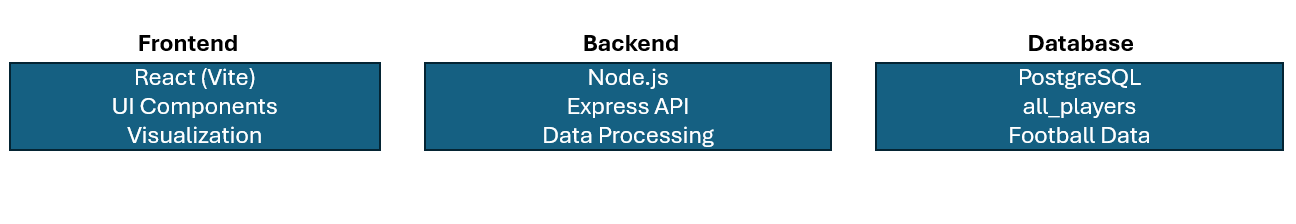 Frontend
React (Vite)
UI Components
Visualization
Backend
Node.js
Express API
Data Processing
Database
PostgreSQL
all_players
Football Data